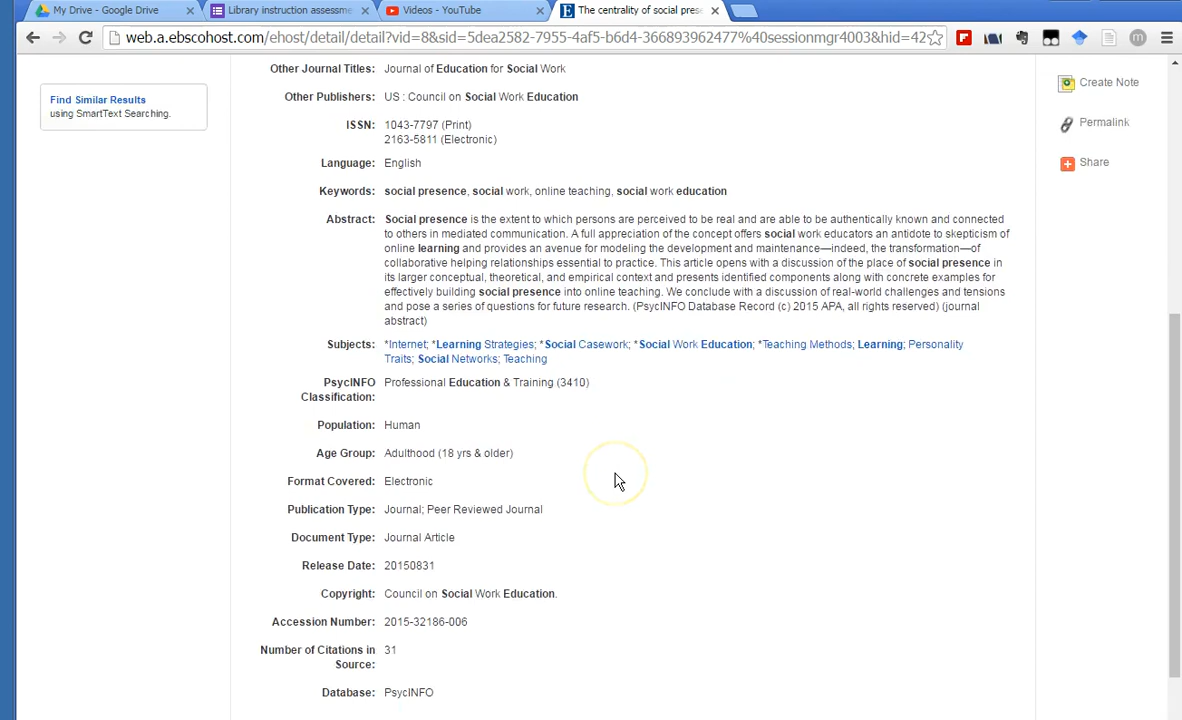 My Drive - Google Drive
Library instruction assessme
Videos - YouTube
The centrality of social pres
web.a.ebscohost.com/ehost/detail/detail?vid=8&sid=5dea2582-7955-4af5-b6d4-366893962477%40sessionmgr4003&hid=42
Other Journal Titles: Journal of Education for Social Work
Create Note
Find Similar Results
using SmartText Searching.
Other Publishers: US : Council on Social Work Education
Permalink
ISSN: 1043-7797 (Print)
2163-5811 (Electronic)
Share
Language: English
Keywords: social presence, social work, online teaching, social work education
Abstract: Social presence is the extent to which persons are perceived to be real and are able to be authentically known and connected
to others in mediated communication. A full appreciation of the concept offers social work educators an antidote to skepticism of
online learning and provides an avenue for modeling the development and maintenance—indeed, the transformation—of
collaborative helping relationships essential to practice. This article opens with a discussion of the place of social presence in
its larger conceptual, theoretical, and empirical context and presents identified components along with concrete examples for
effectively building social presence into online teaching. We conclude with a discussion of real-world challenges and tensions
and pose a series of questions for future research. (PsycINFO Database Record (c) 2015 APA, all rights reserved) (journal
abstract)
Subjects: *Internet; *Learning Strategies; *Social Casework; *Social Work Education; *Teaching Methods; Learning; Personality
Traits; Social Networks; Teaching
PsycINFO Professional Education & Training (3410)
Classification:
Population: Human
Age Group: Adulthood (18 yrs & older)
Format Covered: Electronic
Publication Type: Journal; Peer Reviewed Journal
Document Type: Journal Article
Release Date: 20150831
Copyright: Council on Social Work Education.
Accession Number: 2015-32186-006
Number of Citations in 31
Source:
Database: PsycINFO